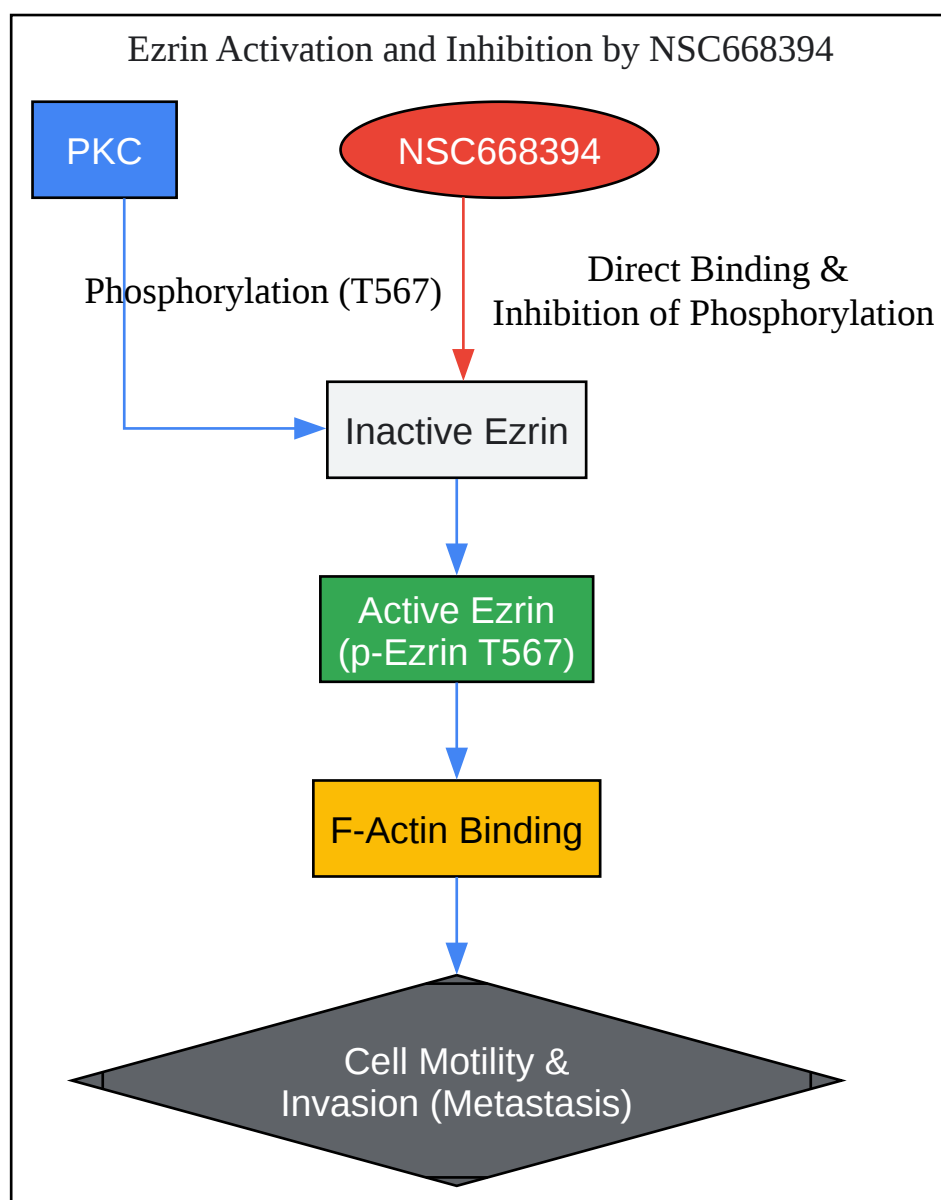 Ezrin Activation and Inhibition by NSC668394
PKC
NSC668394
Phosphorylation (T567)
Direct Binding &
Inhibition of Phosphorylation
Inactive Ezrin
Active Ezrin
(p-Ezrin T567)
F-Actin Binding
Cell Motility &
Invasion (Metastasis)